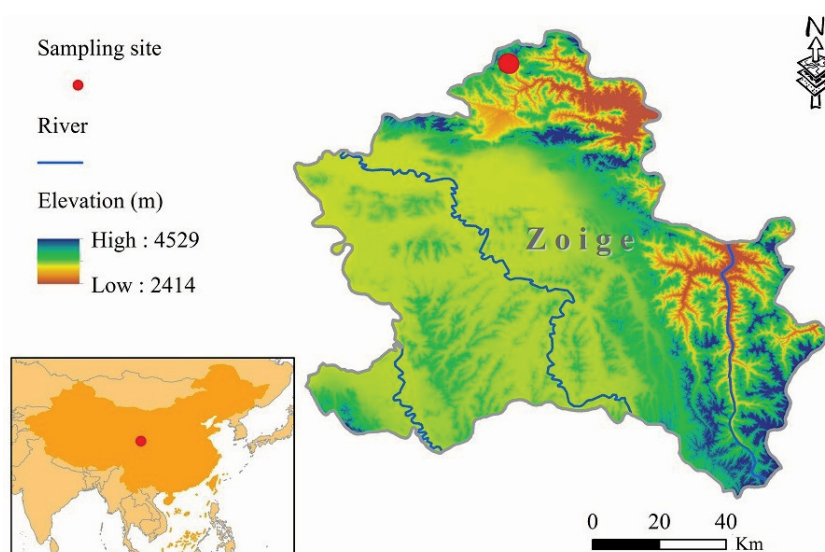 Sampling site
River
Elevation (m)
High : 4529
Low : 2414
N
Zoige
0 20 40
Km